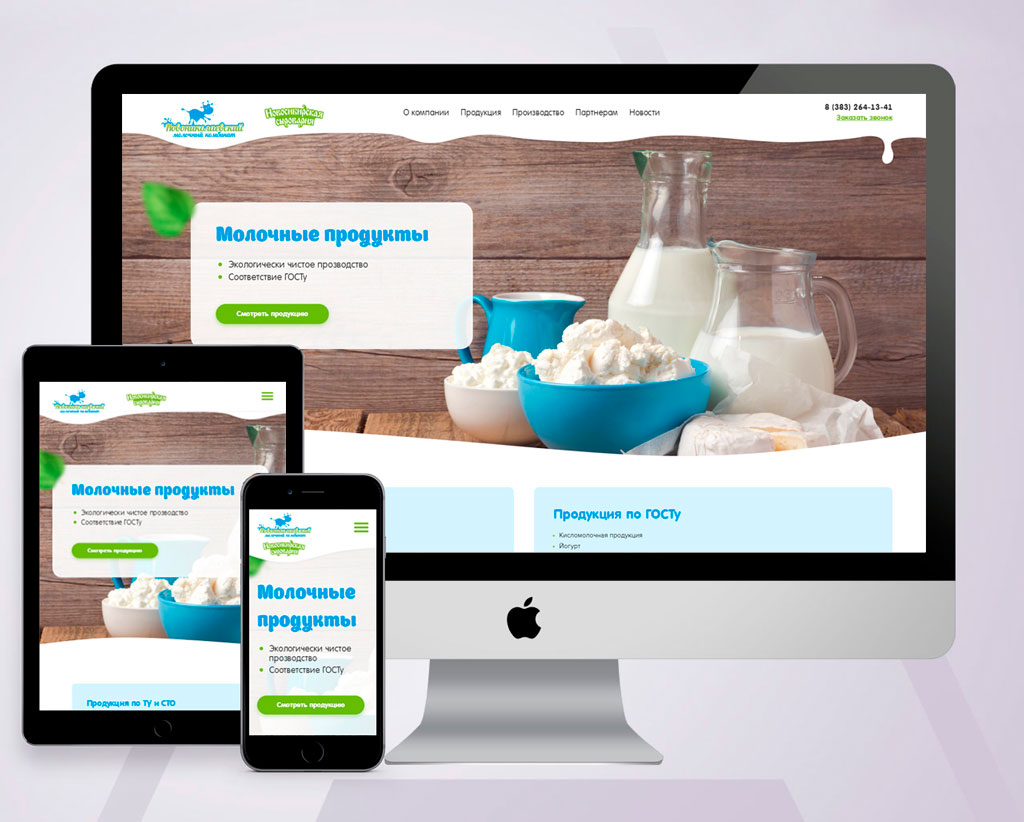 Новониколаевский
молочный комбинат
Новосибирская
сыроварня
О компании Продукция Производство Партнерам Новости
8 (383) 264-13-41
Заказать звонок
Молочные продукты
Экологически чистое прозводство
Соответствие ГОСТу
Смотреть продукцию
Продукция по ГОСТу
Кисломолочная продукция
Йогурт
Новониколаевский
молочный комбинат
Новосибирская
сыроварня
Молочные продукты
Экологически чистое прозводство
Соответствие ГОСТу
Смотреть продукцию
Продукция по ТУ и СТО
Новониколаевский
молочный комбинат
Новосибирская
сыроварня
Молочные
продукты
Экологически чистое
прозводство
Соответствие ГОСТу
Смотреть продукцию